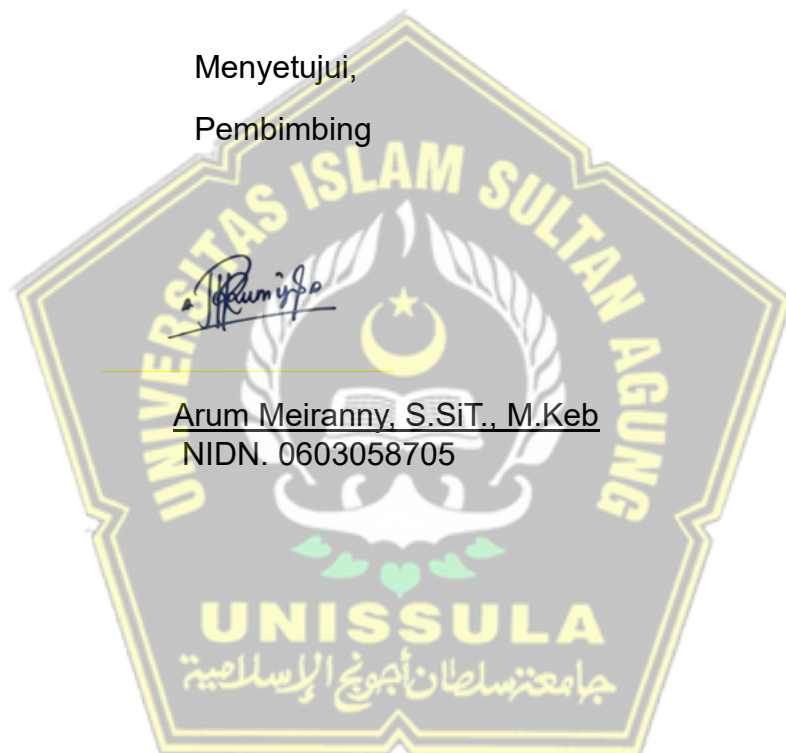 Menyetujui,
Pembimbing
UNIVERSITAS ISLAM SULTAN AGUNG
Arum Meiranny, S.SiT., M.Keb
NIDN. 0603058705
UNISSULA
جامعة سلطان أجونج الإسلامية